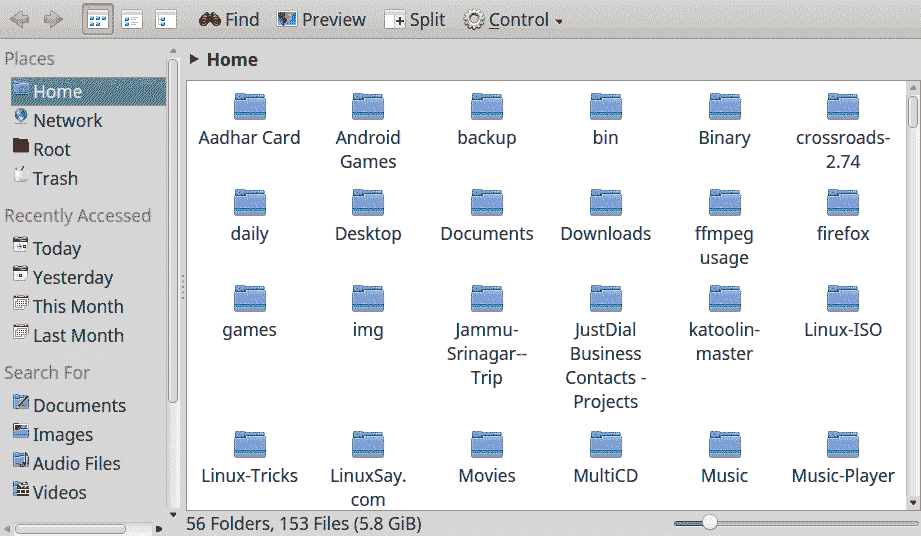 Find Preview Split Control
Places
Home
Network
Root
Trash
Recently Accessed
Today
Yesterday
This Month
Last Month
Search For
Documents
Images
Audio Files
Videos
Home
Aadhar Card Android backup bin Binary crossroads-
Games 2.74
daily Desktop Documents Downloads ffmpeg firefox
usage
games img Jammu- JustDial katoolin- Linux-ISO
Srinagar-- Business master
Trip Contacts -
Projects
Linux-Tricks LinuxSay. Movies MultiCD Music Music-Player
com
56 Folders, 153 Files (5.8 GiB)